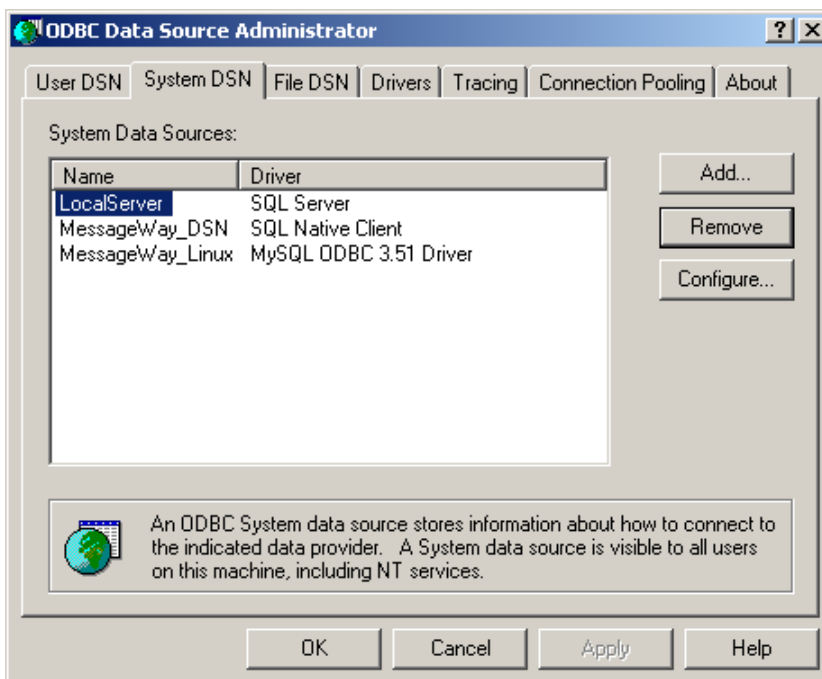 ODBC Data Source Administrator
User DSN System DSN File DSN Drivers Tracing Connection Pooling About
System Data Sources:
Name Driver
LocalServer SQL Server
MessageWay_DSN SQL Native Client
MessageWay_Linux MySQL ODBC 3.51 Driver
Add...
Remove
Configure...
An ODBC System data source stores information about how to connect to
the indicated data provider. A System data source is visible to all users
on this machine, including NT services.
OK Cancel Apply Help